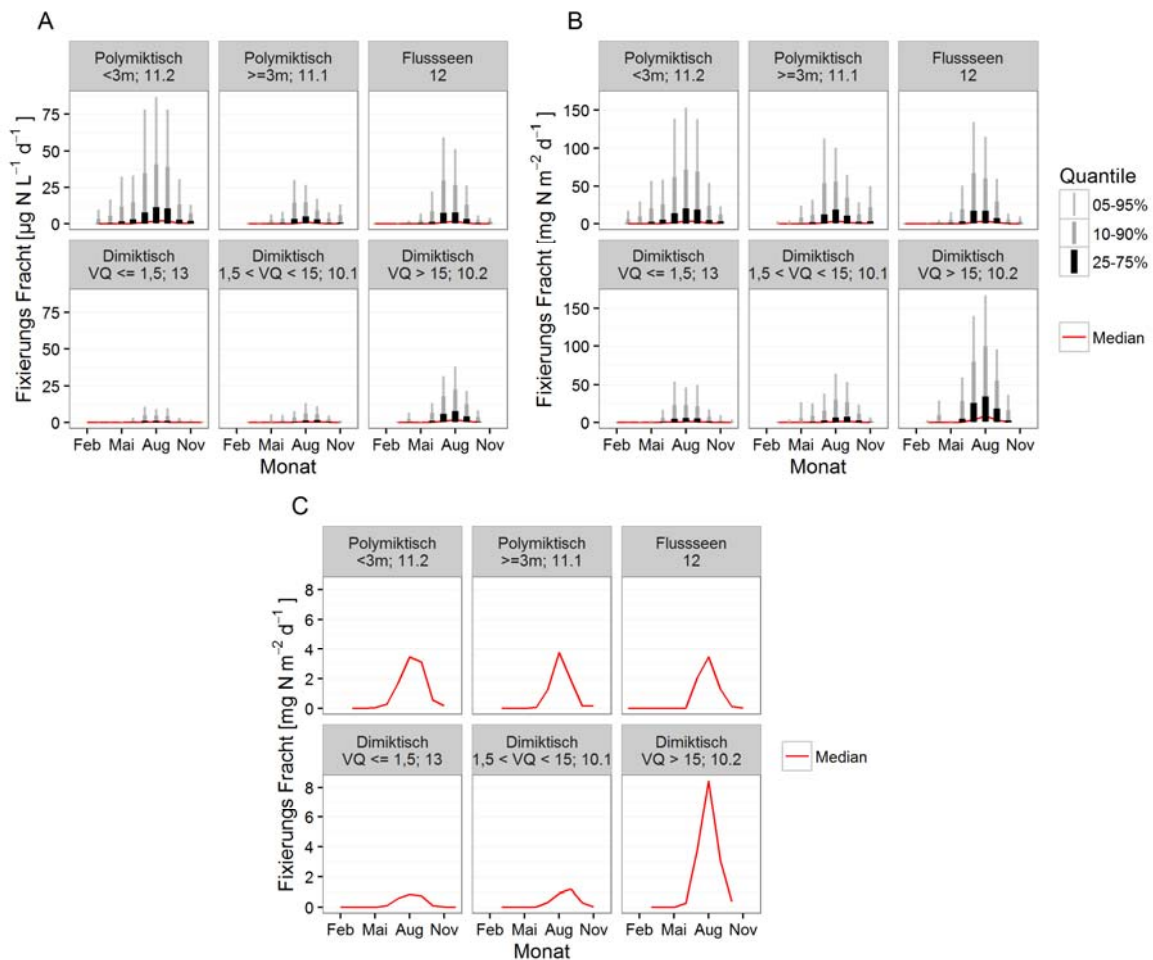 A
Polymiktisch
<3m; 11.2
Polymiktisch
>=3m; 11.1
Flussseen
12
75
50
25
0
Dimiktisch
VQ <= 1,5; 13
Dimiktisch
1,5 < VQ < 15; 10.1
Dimiktisch
VQ > 15; 10.2
75
50
25
0
Feb Mai Aug Nov
Feb Mai Aug Nov
Feb Mai Aug Nov
Fixierungs Fracht [µg N L⁻¹ d⁻¹ ]
Monat
B
Polymiktisch
<3m; 11.2
Polymiktisch
>=3m; 11.1
Flussseen
12
150
100
50
0
Dimiktisch
VQ <= 1,5; 13
Dimiktisch
1,5 < VQ < 15; 10.1
Dimiktisch
VQ > 15; 10.2
150
100
50
0
Feb Mai Aug Nov
Feb Mai Aug Nov
Feb Mai Aug Nov
Fixierungs Fracht [mg N m⁻² d⁻¹ ]
Monat
Quantile
05-95%
10-90%
25-75%
Median
C
Polymiktisch
<3m; 11.2
Polymiktisch
>=3m; 11.1
Flussseen
12
8
6
4
2
0
Dimiktisch
VQ <= 1,5; 13
Dimiktisch
1,5 < VQ < 15; 10.1
Dimiktisch
VQ > 15; 10.2
8
6
4
2
0
Feb Mai Aug Nov
Feb Mai Aug Nov
Feb Mai Aug Nov
Fixierungs Fracht [mg N m⁻² d⁻¹ ]
Monat
Median